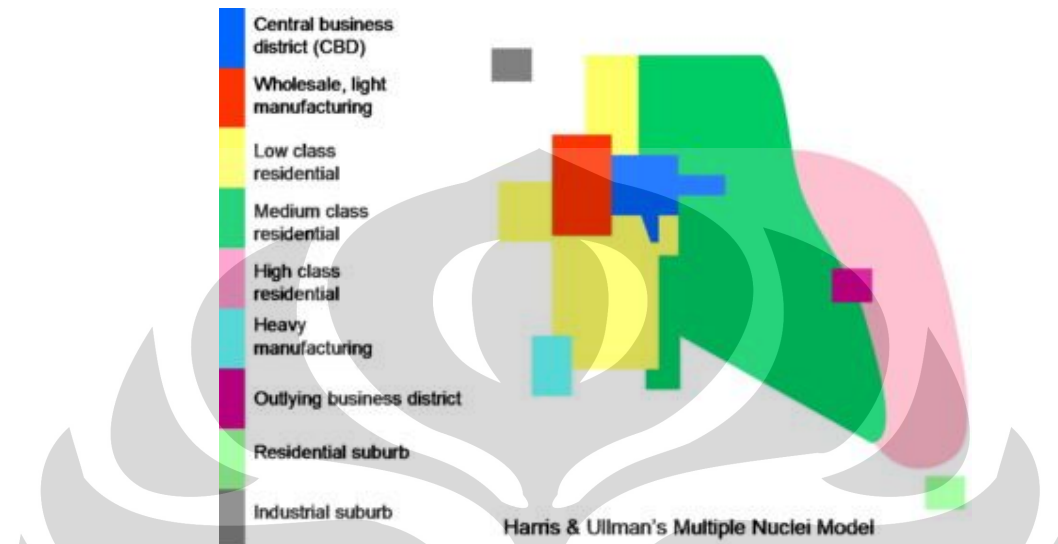 Central business
district (CBD)
Wholesale, light
manufacturing
Low class
residential
Medium class
residential
High class
residential
Heavy
manufacturing
Outlying business district
Residential suburb
Industrial suburb
Harris & Ullman's Multiple Nuclei Model